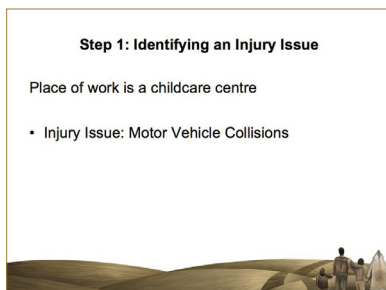 Step 1: Identifying an Injury Issue
Place of work is a childcare centre
• Injury Issue: Motor Vehicle Collisions